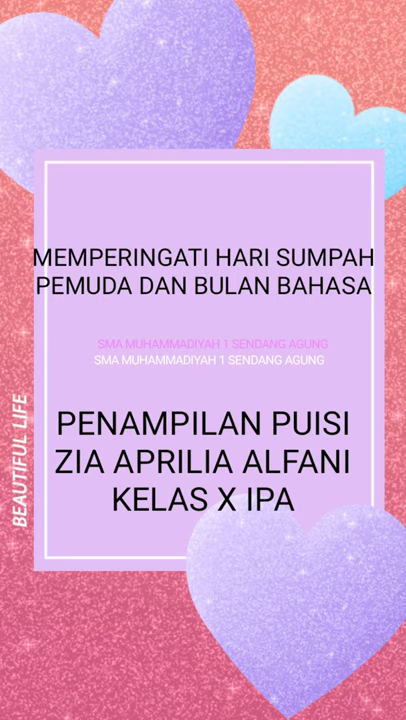 MEMPERINGATI HARI SUMPAH
PEMUDA DAN BULAN BAHASA
SMA MUHAMMADIYAH 1 SENDANG AGUNG
SMA MUHAMMADIYAH 1 SENDANG AGUNG
PENAMPILAN PUISI
ZIA APRILIA ALFANI
KELAS X IPA
BEAUTIFUL LIFE